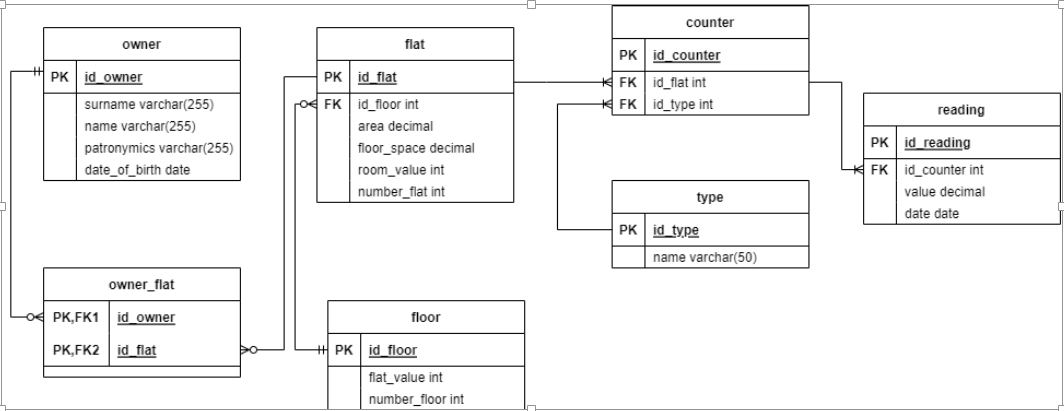 owner
PK id_owner
surname varchar(255)
name varchar(255)
patronymics varchar(255)
date_of_birth date
flat
PK id_flat
FK id_floor int
area decimal
floor_space decimal
room_value int
number_flat int
counter
PK id_counter
FK id_flat int
FK id_type int
reading
PK id_reading
FK id_counter int
value decimal
date date
type
PK id_type
name varchar(50)
owner_flat
PK,FK1 id_owner
PK,FK2 id_flat
floor
PK id_floor
flat_value int
number_floor int